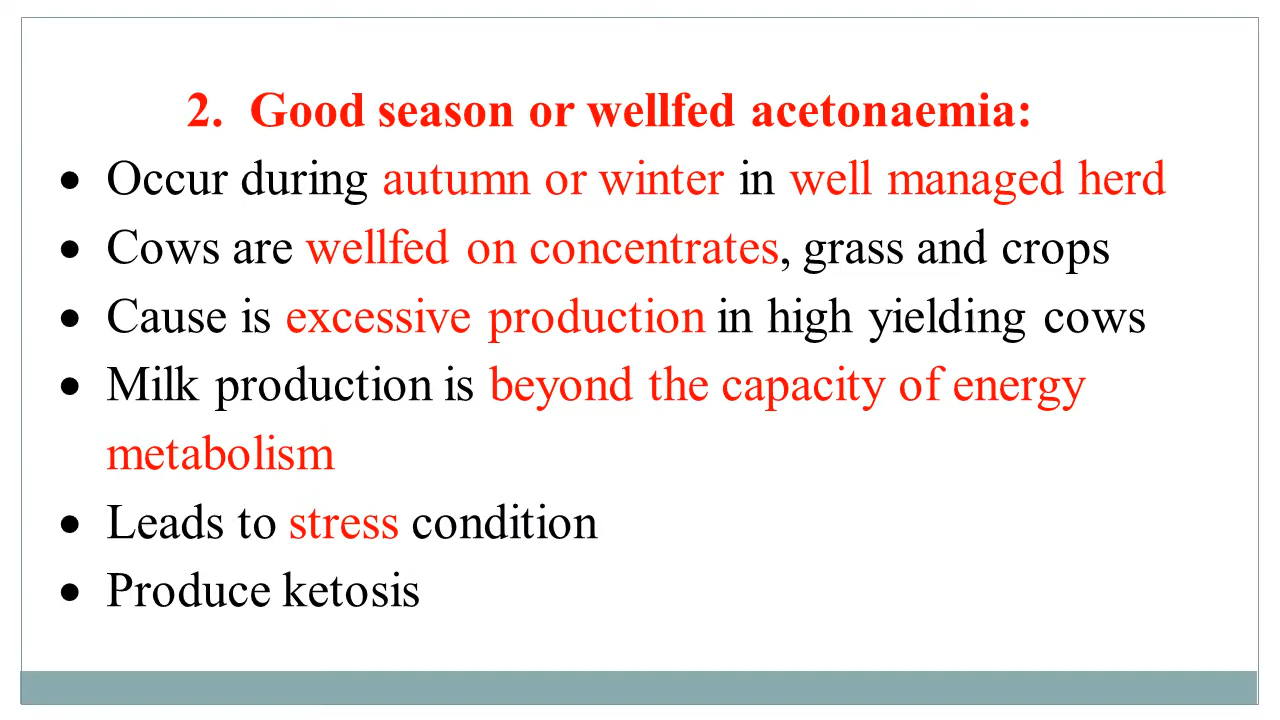 2. Good season or wellfed acetonaemia:
• Occur during autumn or winter in well managed herd
• Cows are wellfed on concentrates, grass and crops
• Cause is excessive production in high yielding cows
• Milk production is beyond the capacity of energy
metabolism
• Leads to stress condition
• Produce ketosis